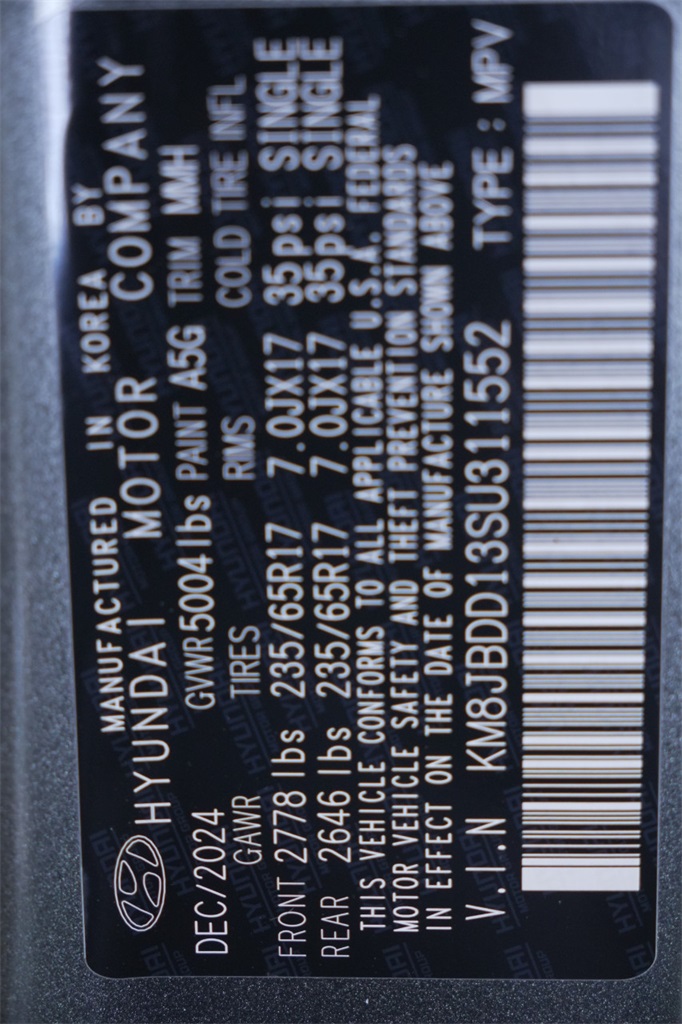 MANUFACTURED IN KOREA BY
HYUNDAI MOTOR COMPANY
DEC/2024 GVWR 5004 lbs PAINT A5G TRIM MMH
GAWR TIRES RIMS COLD TIRE INFL
FRONT 2778 lbs 235/65R17 7.0JX17 35psi SINGLE
REAR 2646 lbs 235/65R17 7.0JX17 35psi SINGLE
THIS VEHICLE CONFORMS TO ALL APPLICABLE U.S.A. FEDERAL
MOTOR VEHICLE SAFETY AND THEFT PREVENTION STANDARDS
IN EFFECT ON THE DATE OF MANUFACTURE SHOWN ABOVE
V.I.N KM8JBDD13SU311552 TYPE : MPV